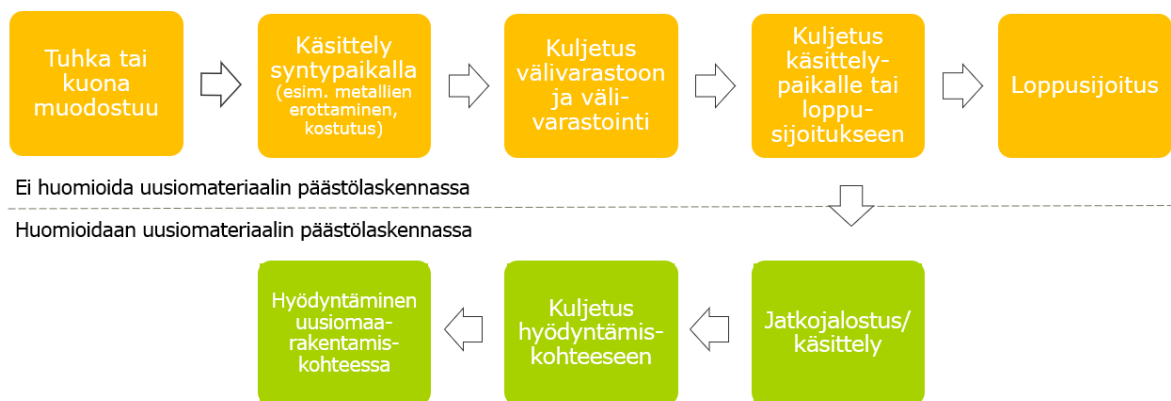 Tuhka tai
kuona
muodostuu
Käsittely
syntypaikalla
(esim. metallien
erottaminen,
kostutus)
Kuljetus
välivarastoon
ja väli-
varastointi
Kuljetus
käsittely-
paikalle tai
loppu-
sijoitukseen
Loppusijoitus
Ei huomioida uusiomateriaalin päästölaskennassa
Huomioidaan uusiomateriaalin päästölaskennassa
Hyödyntäminen
uusiomaa-
rakentamis-
kohteessa
Kuljetus
hyödyntämis-
kohteeseen
Jatkojalostus/
käsittely